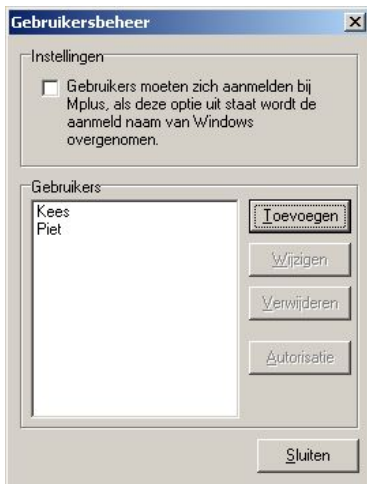 Gebruikersbeheer
Instellingen
Gebruikers moeten zich aanmelden bij
Mplus, als deze optie uit staat wordt de
aanmeld naam van Windows
overgenomen.
Gebruikers
Kees
Piet
Toevoegen
Wijzigen
Verwijderen
Autorisatie
Sluiten